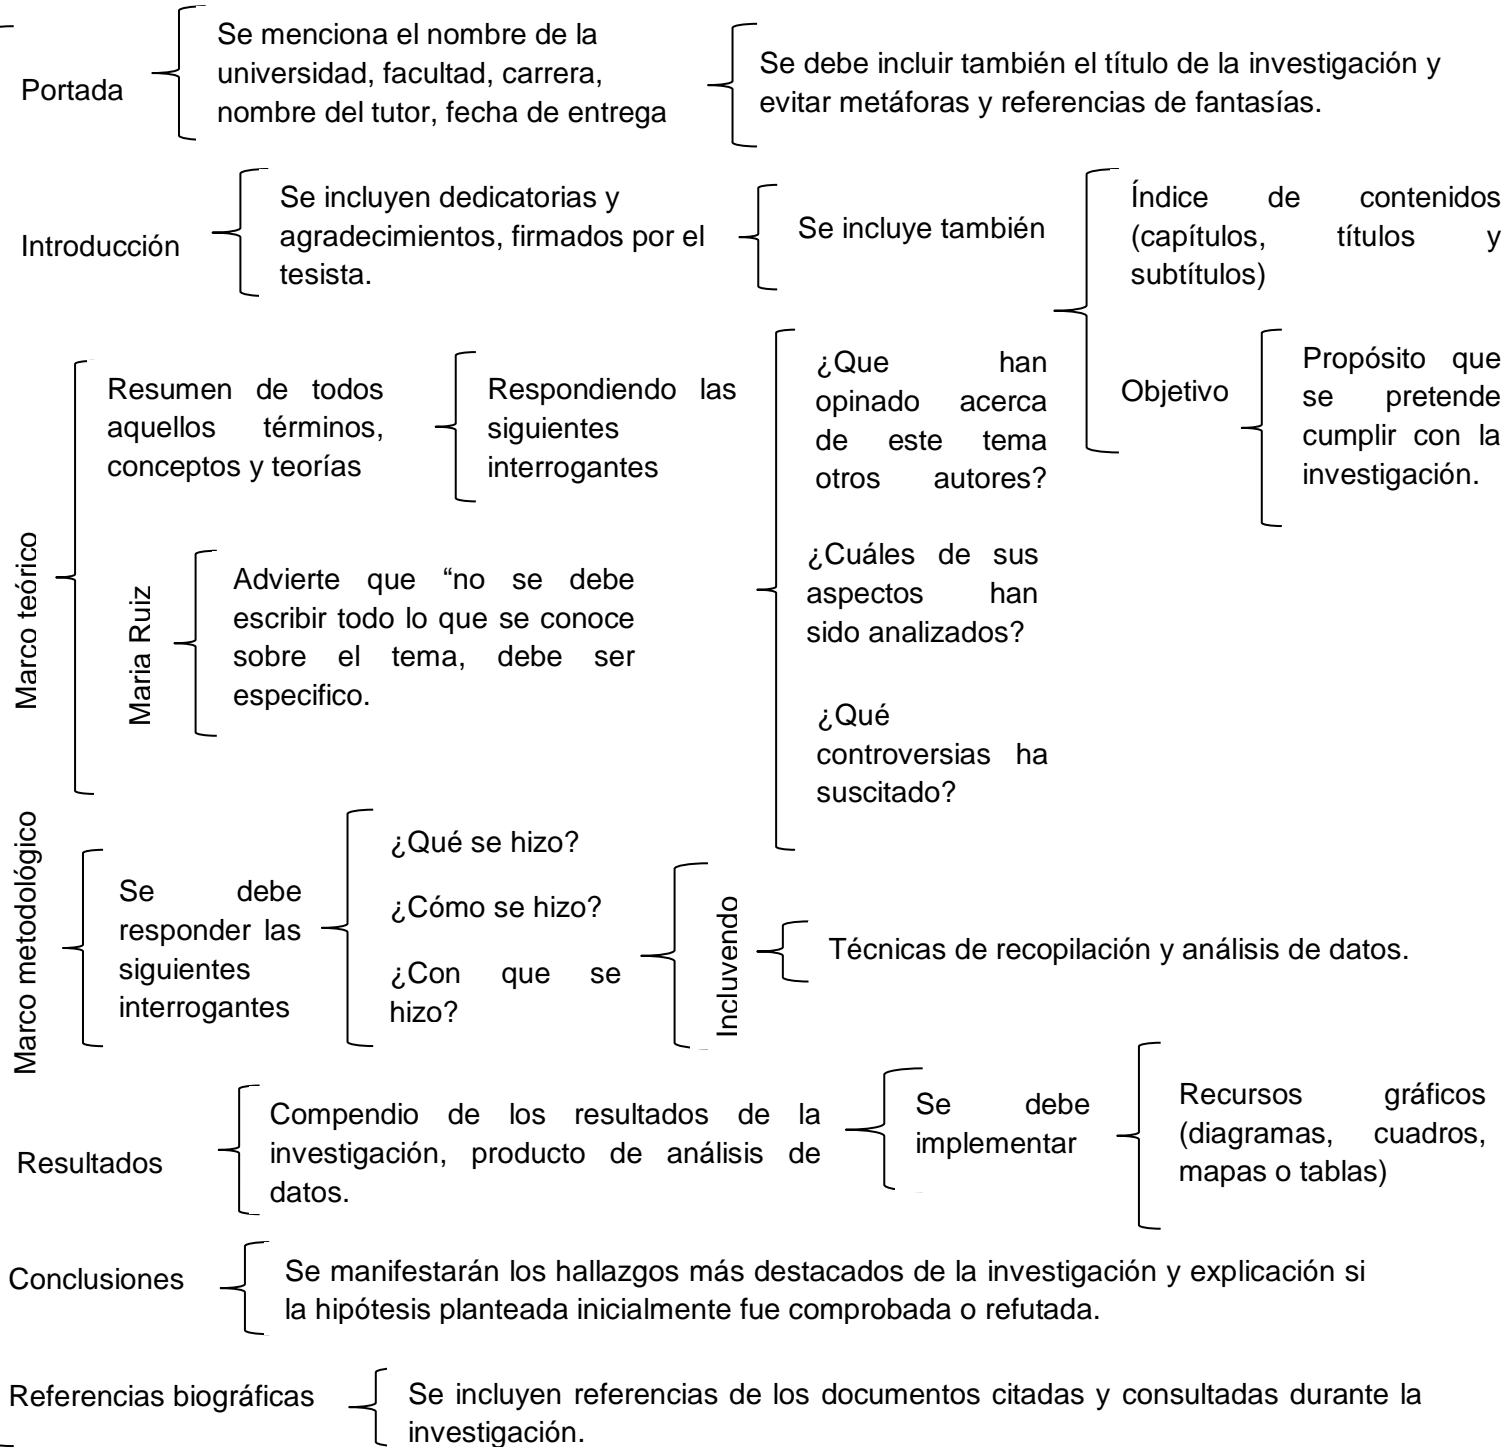 Portada
Se menciona el nombre de la
universidad, facultad, carrera,
nombre del tutor, fecha de entrega
Se debe incluir también el título de la investigación y
evitar metáforas y referencias de fantasías.
Introducción
Se incluyen dedicatorias y
agradecimientos, firmados por el
tesista.
Se incluye también
Índice de contenidos
(capítulos, títulos y
subtítulos)
Objetivo
Propósito que
se pretende
cumplir con la
investigación.
Marco teórico
Resumen de todos
aquellos términos,
conceptos y teorías
Respondiendo las
siguientes
interrogantes
¿Que han
opinado acerca
de este tema
otros autores?
¿Cuáles de sus
aspectos han
sido analizados?
¿Qué
controversias ha
suscitado?
Maria Ruiz
Advierte que “no se debe
escribir todo lo que se conoce
sobre el tema, debe ser
especifico.
Marco metodológico
Se debe
responder las
siguientes
interrogantes
¿Qué se hizo?
¿Cómo se hizo?
¿Con que se
hizo?
Incluyendo
Técnicas de recopilación y análisis de datos.
Resultados
Compendio de los resultados de la
investigación, producto de análisis de
datos.
Se debe
implementar
Recursos gráficos
(diagramas, cuadros,
mapas o tablas)
Conclusiones
Se manifestarán los hallazgos más destacados de la investigación y explicación si
la hipótesis planteada inicialmente fue comprobada o refutada.
Referencias biográficas
Se incluyen referencias de los documentos citadas y consultadas durante la
investigación.